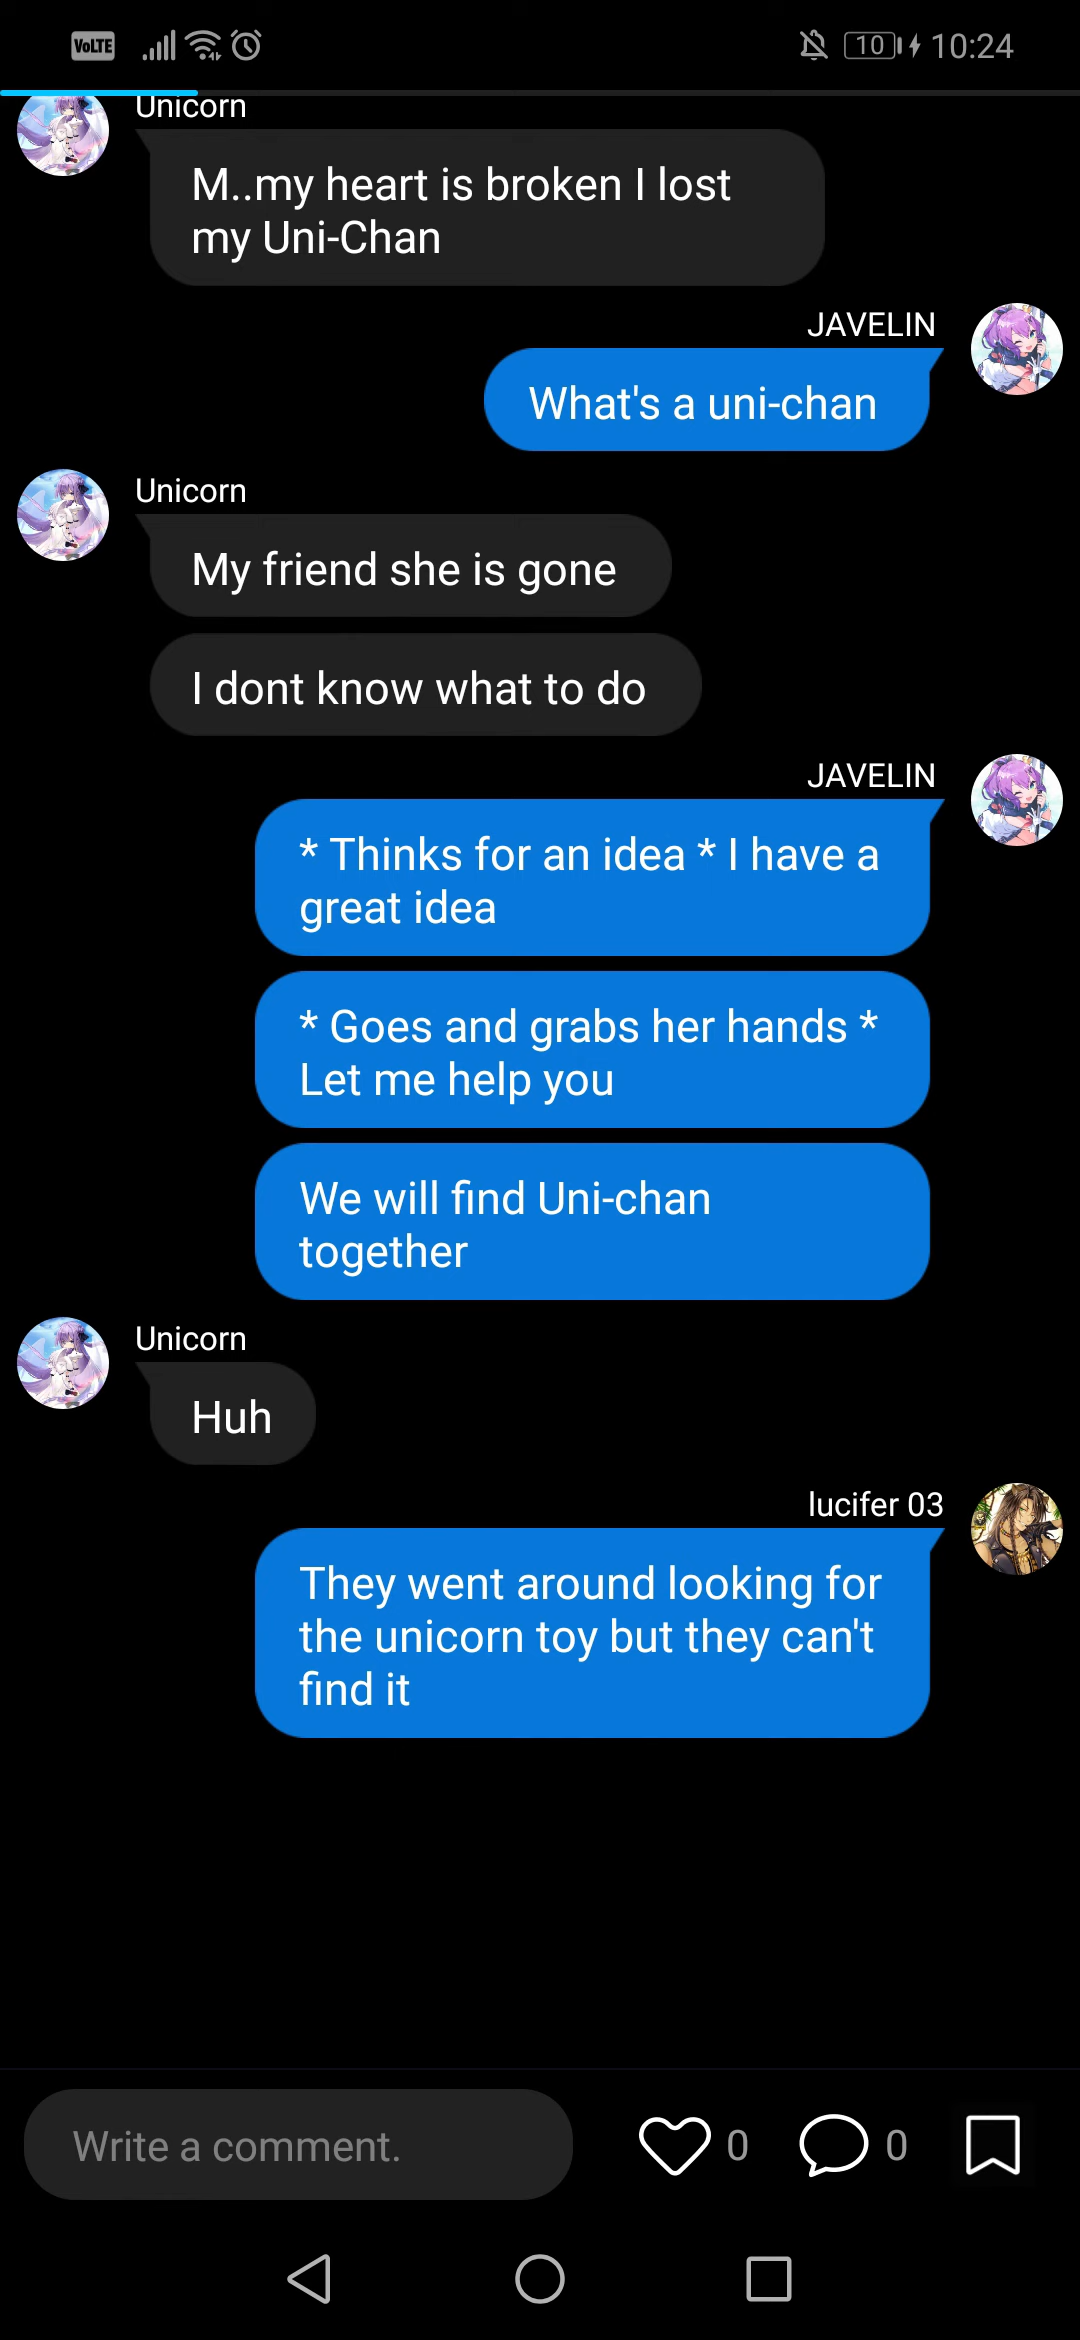 VoLTE 10 10:24
Unicorn
M..my heart is broken I lost
my Uni-Chan
JAVELIN
What's a uni-chan
Unicorn
My friend she is gone
I dont know what to do
JAVELIN
* Thinks for an idea * I have a
great idea
* Goes and grabs her hands *
Let me help you
We will find Uni-chan
together
Unicorn
Huh
lucifer 03
They went around looking for
the unicorn toy but they can't
find it
Write a comment. 0 0